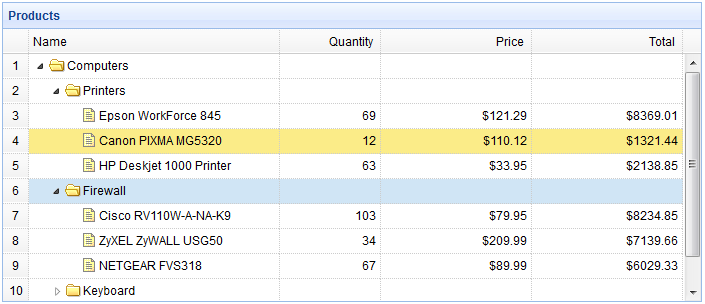 Products
Name Quantity Price Total
1 Computers
2 Printers
3 Epson WorkForce 845 69 $121.29 $8369.01
4 Canon PIXMA MG5320 12 $110.12 $1321.44
5 HP Deskjet 1000 Printer 63 $33.95 $2138.85
6 Firewall
7 Cisco RV110W-A-NA-K9 103 $79.95 $8234.85
8 ZyXEL ZyWALL USG50 34 $209.99 $7139.66
9 NETGEAR FVS318 67 $89.99 $6029.33
10 Keyboard